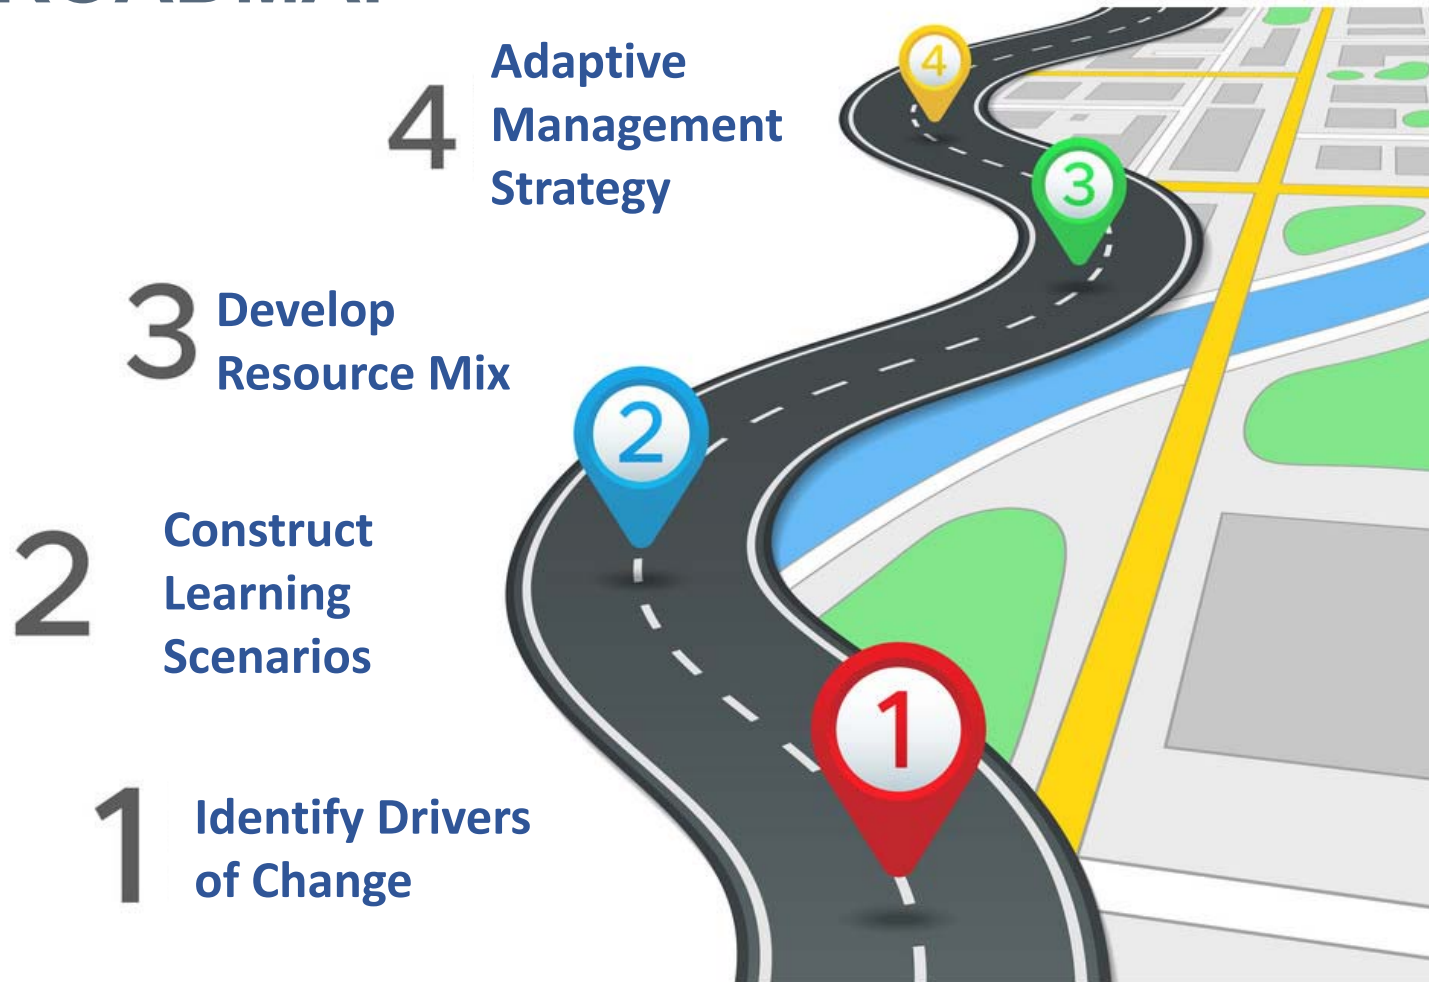 ROADMAP
4
Adaptive
Management
Strategy
4
3
3
Develop
Resource Mix
2
2
Construct
Learning
Scenarios
1
1
Identify Drivers
of Change